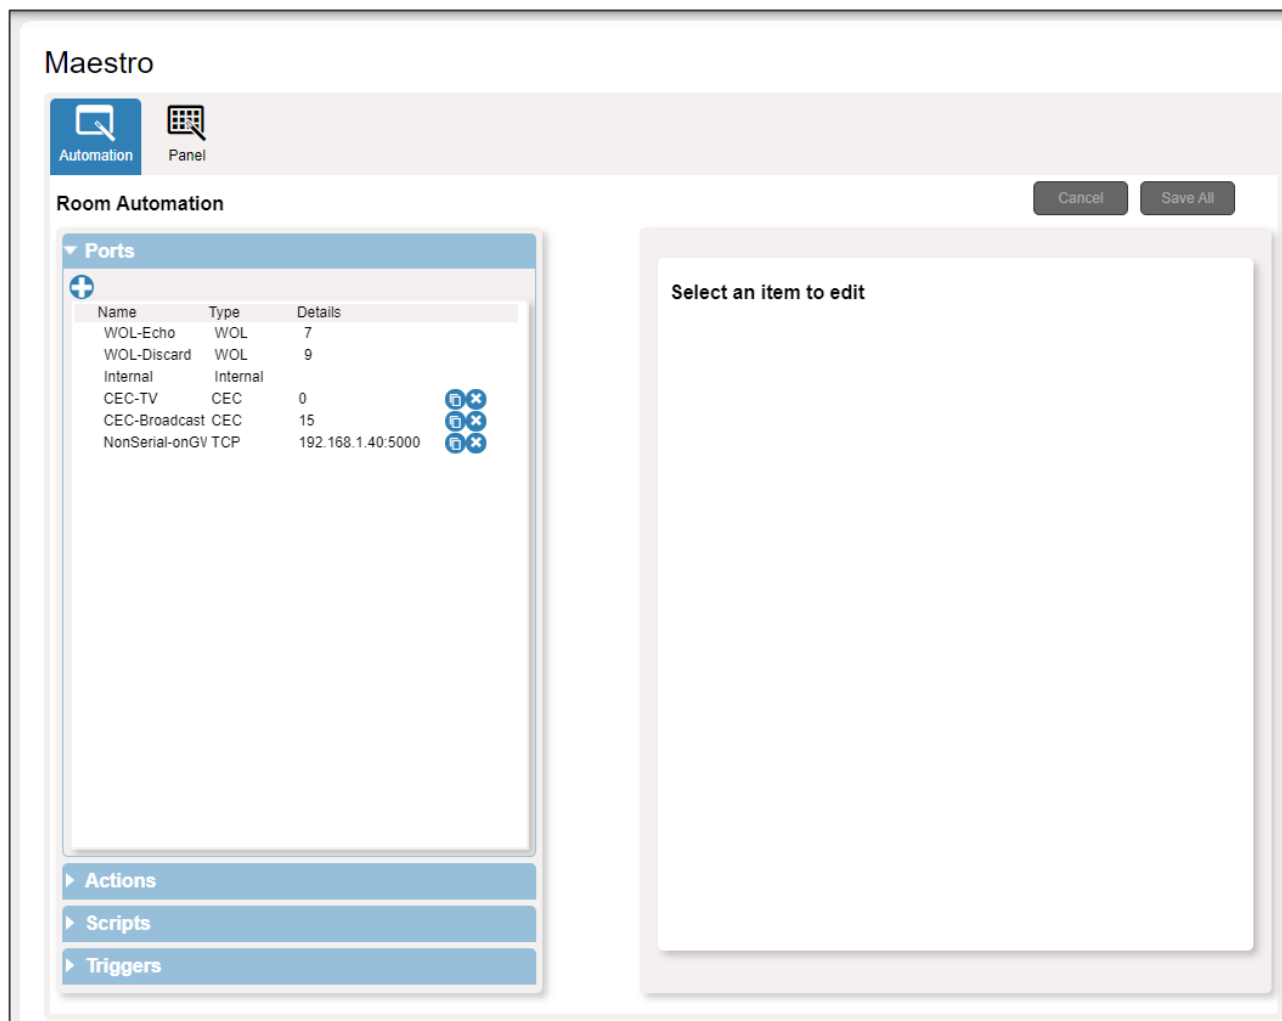 Maestro
Automation Panel
Room Automation Cancel Save All
Ports
Select an item to edit
Name Type Details
WOL-Echo WOL 7
WOL-Discard WOL 9
Internal Internal
CEC-TV CEC 0
CEC-Broadcast CEC 15
NonSerial-onGW TCP 192.168.1.40:5000
Actions
Scripts
Triggers